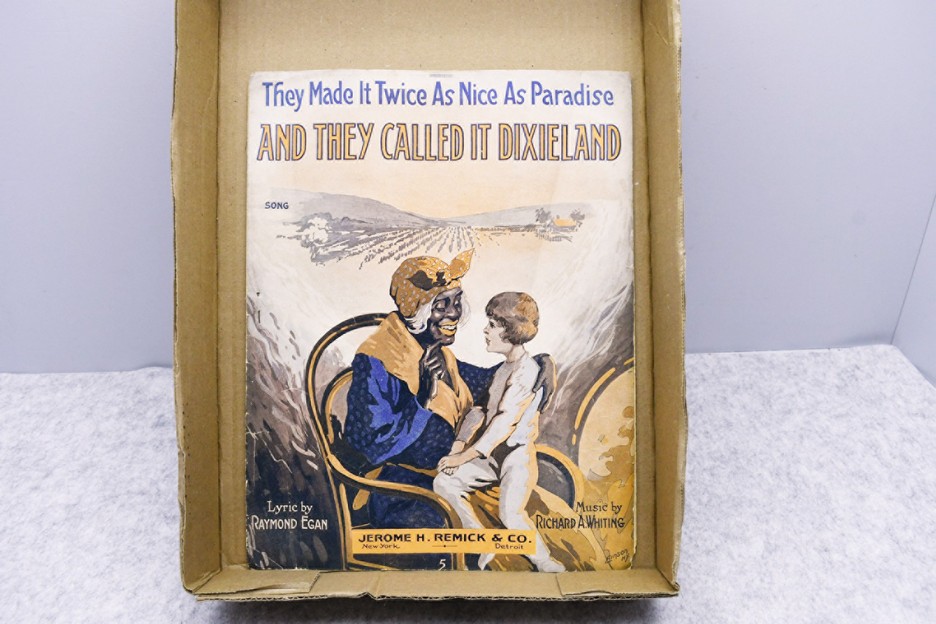 They Made It Twice As Nice As Paradise
AND THEY CALLED IT DIXIELAND
SONG
Lyric by
RAYMOND EGAN
Music by
RICHARD A. WHITING
JEROME H. REMICK & CO.
New York Detroit
5